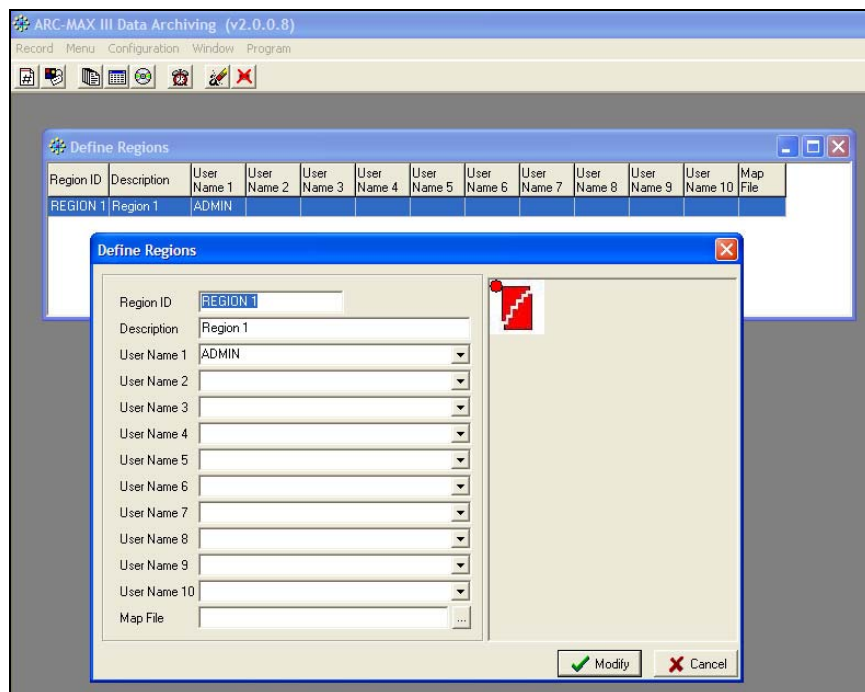 ARC-MAX III Data Archiving (v2.0.0.8)
Record Menu Configuration Window Program
Define Regions
Region ID Description User Name 1 User Name 2 User Name 3 User Name 4 User Name 5 User Name 6 User Name 7 User Name 8 User Name 9 User Name 10 Map File
REGION 1 Region 1 ADMIN
Define Regions
Region ID REGION 1
Description Region 1
User Name 1 ADMIN
User Name 2
User Name 3
User Name 4
User Name 5
User Name 6
User Name 7
User Name 8
User Name 9
User Name 10
Map File ...
Modify Cancel